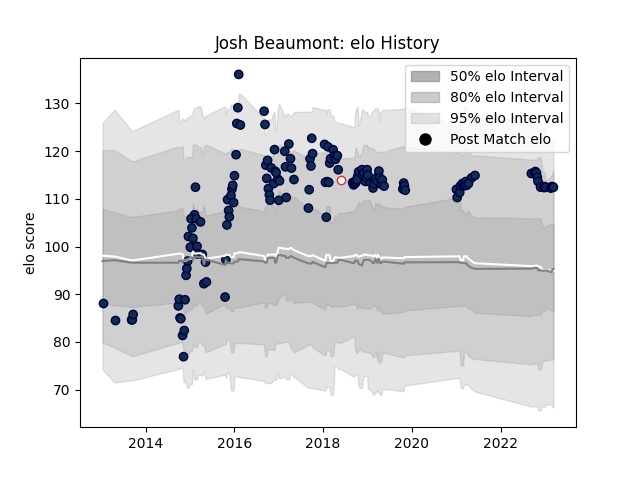 Josh Beaumont: elo History
elo score
130
120
110
100
90
80
70
2014
2016
2018
2020
2022
50% elo Interval
80% elo Interval
95% elo Interval
Post Match elo